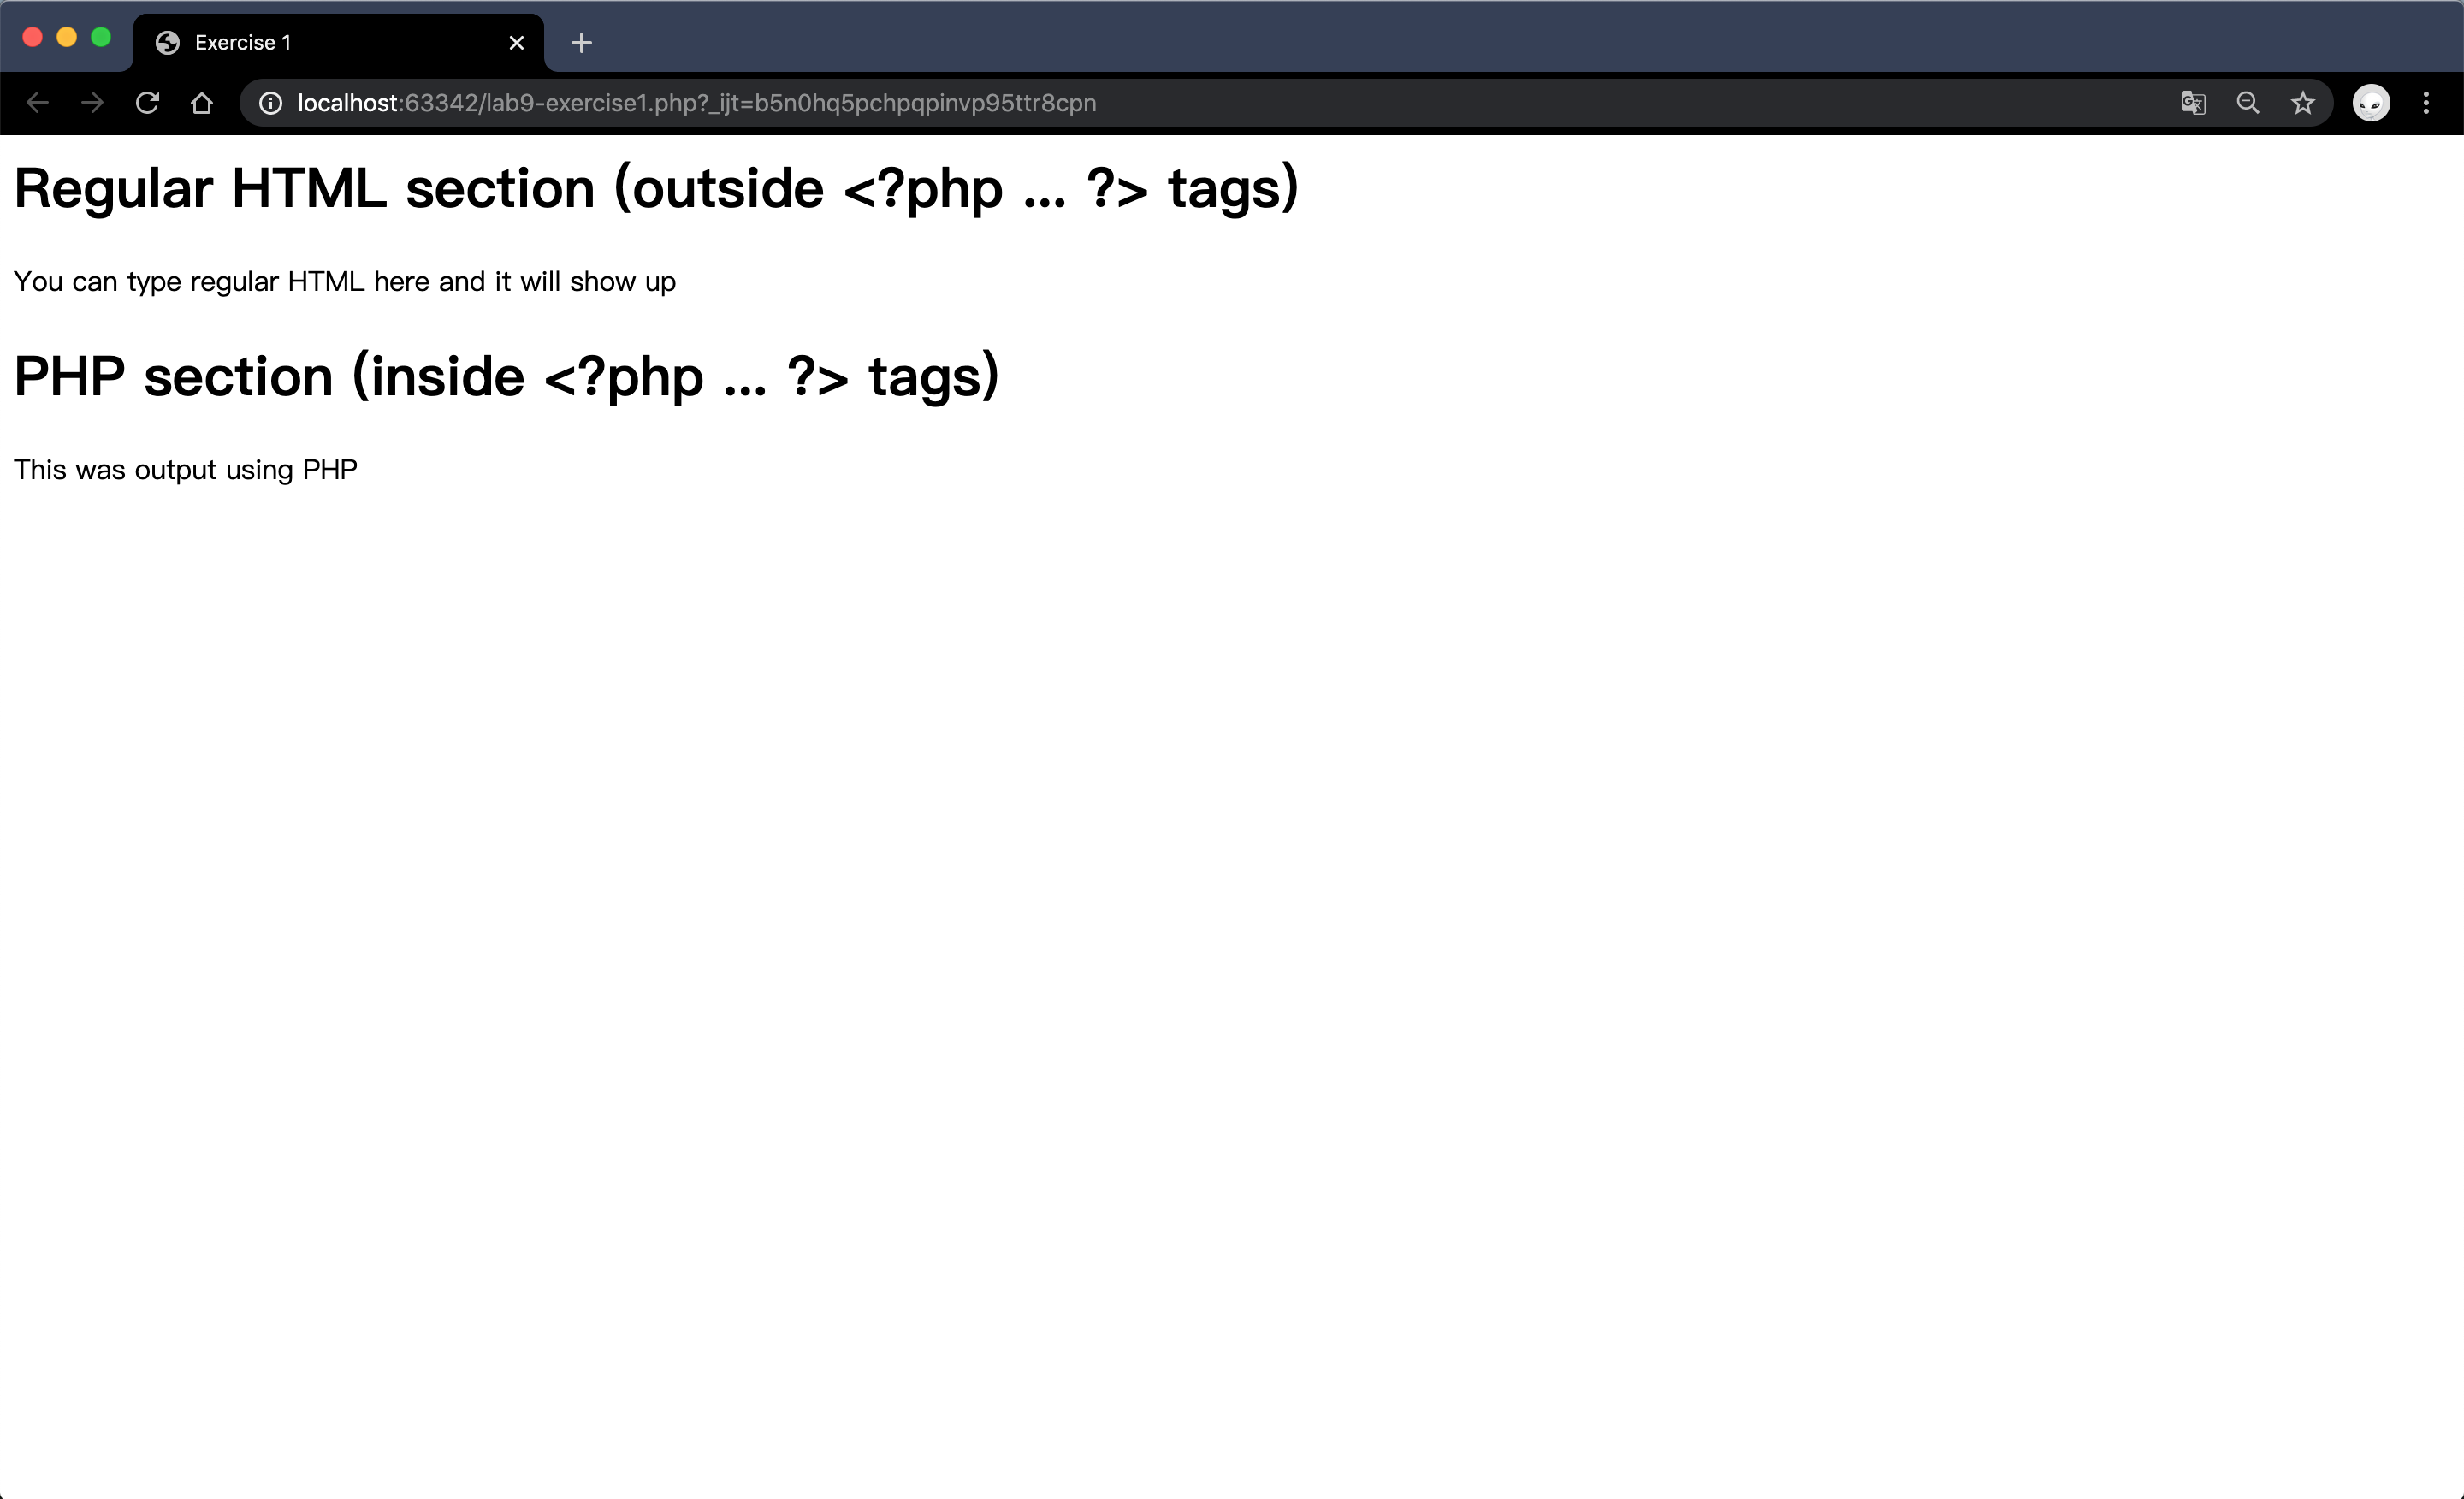 Exercise 1
localhost:63342/lab9-exercise1.php?_ijt=b5n0hq5pchpqpinvp95ttr8cpn
Regular HTML section (outside <?php ... ?> tags)
You can type regular HTML here and it will show up
PHP section (inside <?php ... ?> tags)
This was output using PHP